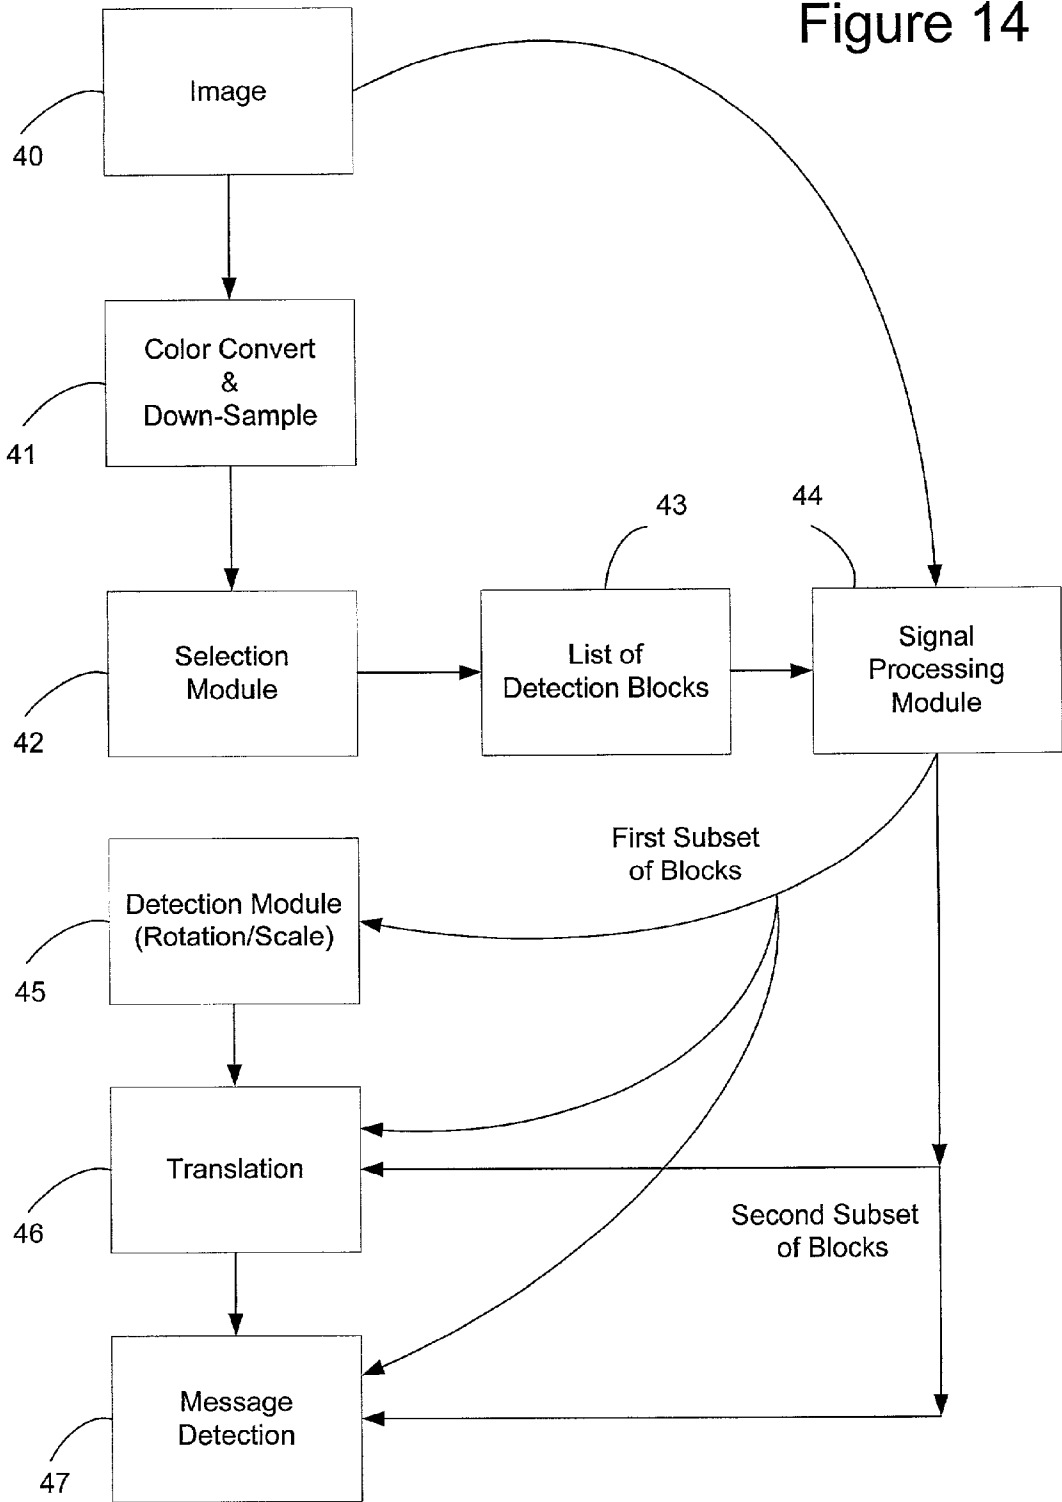 Figure 14
Image
40
Color Convert
&
Down-Sample
41
43
44
Selection
Module
42
List of
Detection Blocks
Signal
Processing
Module
First Subset
of Blocks
Detection Module
(Rotation/Scale)
45
Translation
46
Second Subset
of Blocks
Message
Detection
47